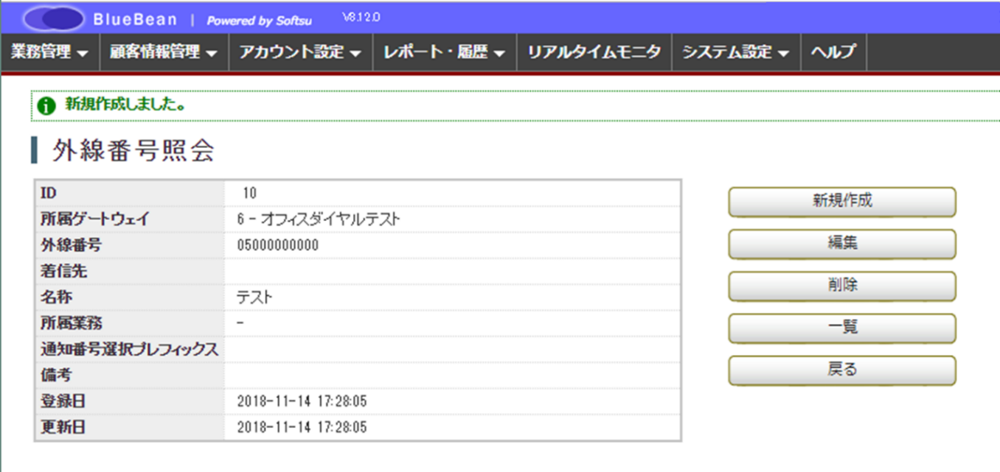 BlueBean | Powered by Softsu V8.12.0
業務管理 顧客情報管理 アカウント設定 レポート・履歴 リアルタイムモニタ システム設定 ヘルプ
新規作成しました。
外線番号照会
ID 10
所属ゲートウェイ 6 - オフィスダイヤルテスト
外線番号 05000000000
着信先
名称 テスト
所属業務 -
通知番号選択プレフィックス
備考
登録日 2018-11-14 17:28:05
更新日 2018-11-14 17:28:05
新規作成
編集
削除
一覧
戻る